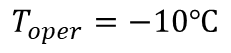 T_oper = −10°C